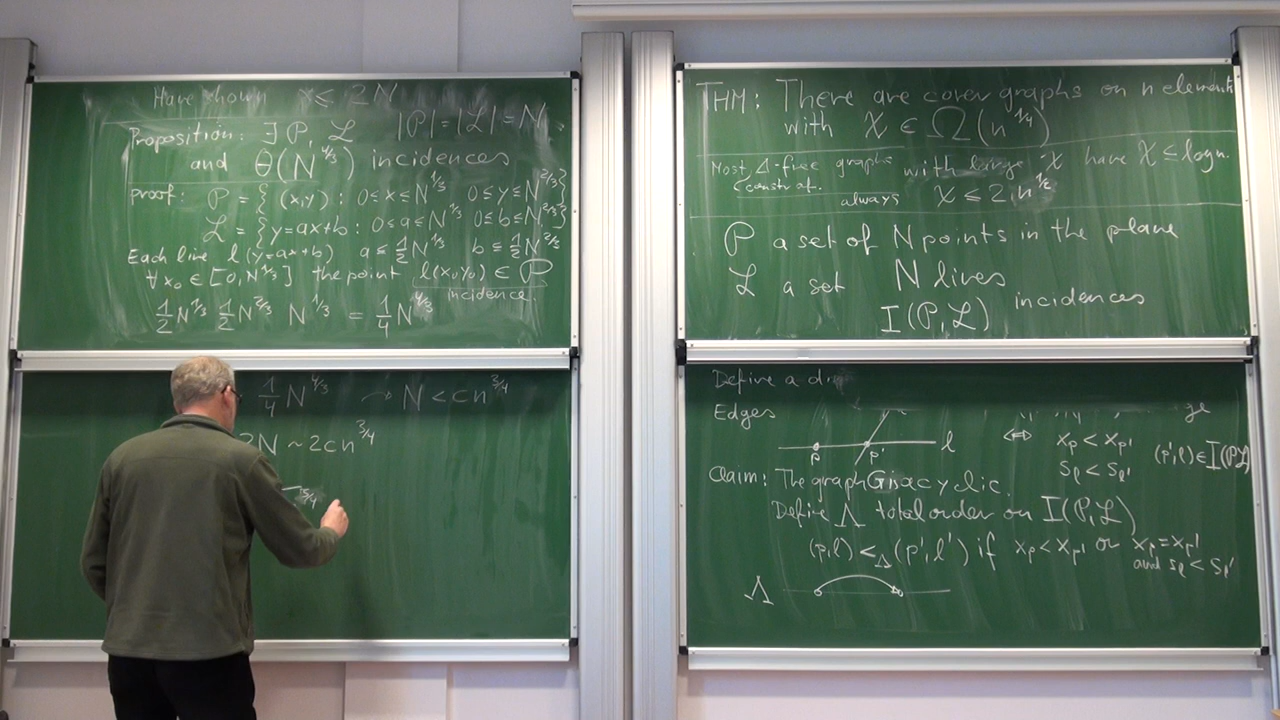 Have shown x ≤ 2N
Proposition: ∃ P, L |P| = |L| = N
and Θ(N^4/3) incidences
proof: P = { (x,y) : 0 ≤ x ≤ N^1/3 0 ≤ y ≤ N^2/3 }
L = { y=ax+b : 0 ≤ a ≤ N^1/3 0 ≤ b ≤ N^2/3 }
Each line l (y=ax+b) a ≤ 1/2 N^1/3 b ≤ 1/2 N^2/3
∀ x₀ ∈ [0, N^1/3] the point l(x₀,y₀) ∈ P
incidence.
1/2 N^1/3 1/2 N^2/3 N^1/3 = 1/4 N^4/3
1/4 N^4/3 ⇝ N < cn^3/4
2N ~ 2cn^3/4
THM: There are cover graphs on n elements
with χ ∈ Ω(n^1/4)
Most Δ-free graphs with large χ have χ ≤ log n.
(constr of.
always χ ≤ 2 n^1/2
P a set of N points in the plane
L a set N lines
I(P,L) incidences
Define a
Edges
p p' l ⇔ x_p < x_p' (p',l) ∈ I(P,L)
s_l < s_l'
Claim: The graph G is acyclic.
Define Λ total order on I(P,L)
(p,l) <_Λ (p',l') if x_p < x_p' or x_p = x_p'
and s_l < s_l'
Λ